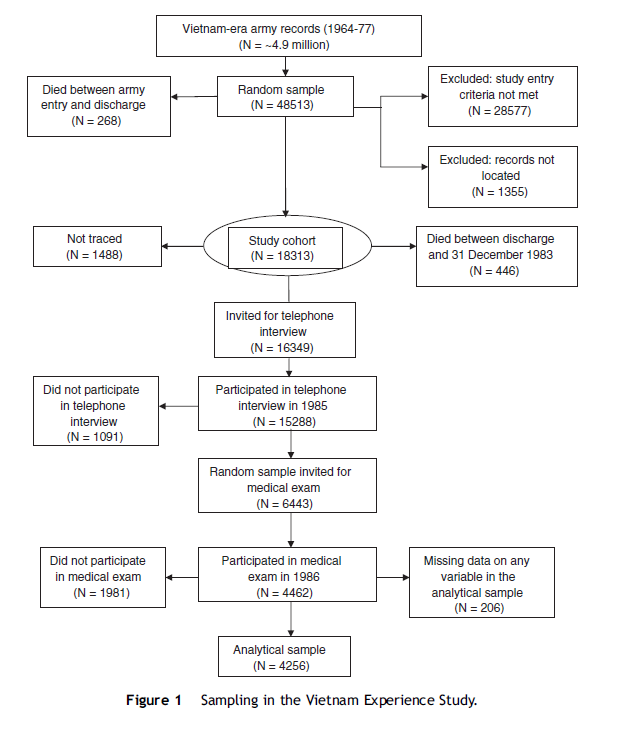 Vietnam-era army records (1964-77)
(N = ~4.9 million)
Died between army
entry and discharge
(N = 268)
Random sample
(N = 48513)
Excluded: study entry
criteria not met
(N = 28577)
Excluded: records not
located
(N = 1355)
Not traced
(N = 1488)
Study cohort
(N = 18313)
Died between discharge
and 31 December 1983
(N = 446)
Invited for telephone
interview
(N = 16349)
Did not participate
in telephone
interview
(N = 1091)
Participated in telephone
interview in 1985
(N = 15288)
Random sample invited for
medical exam
(N = 6443)
Did not participate
in medical exam
(N = 1981)
Participated in medical
exam in 1986
(N = 4462)
Missing data on any
variable in the
analytical sample
(N = 206)
Analytical sample
(N = 4256)
Figure 1 Sampling in the Vietnam Experience Study.